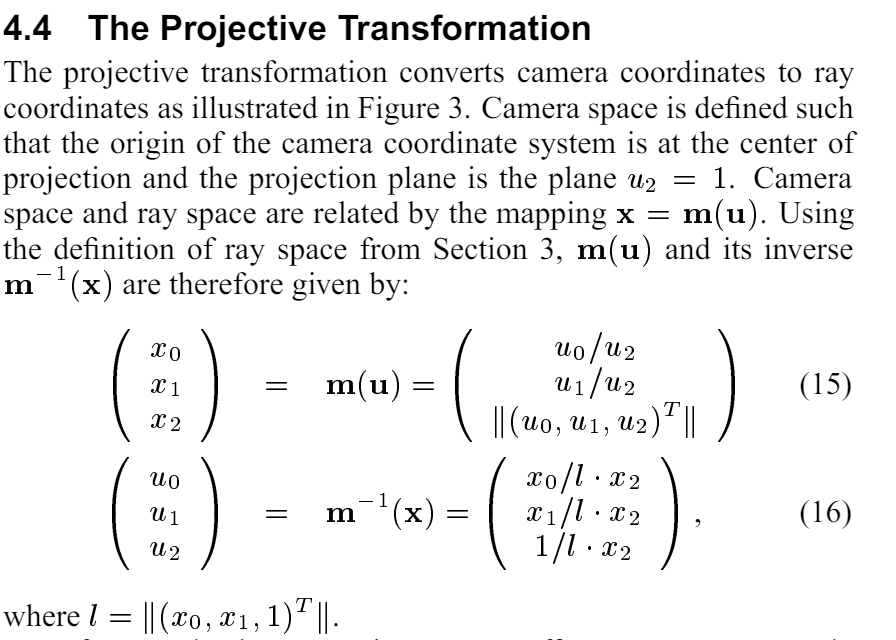 4.4 The Projective Transformation
The projective transformation converts camera coordinates to ray
coordinates as illustrated in Figure 3. Camera space is defined such
that the origin of the camera coordinate system is at the center of
projection and the projection plane is the plane u₂ = 1. Camera
space and ray space are related by the mapping x = m(u). Using
the definition of ray space from Section 3, m(u) and its inverse
m⁻¹(x) are therefore given by:
( x₀ )   ( u₀/u₂ )
( x₁ ) = m(u) = ( u₁/u₂ ) (15)
( x₂ )   ( ‖(u₀, u₁, u₂)ᵀ‖ )
( u₀ )   ( x₀/l · x₂ )
( u₁ ) = m⁻¹(x) = ( x₁/l · x₂ ) , (16)
( u₂ )   ( 1/l · x₂ )
where l = ‖(x₀, x₁, 1)ᵀ‖.